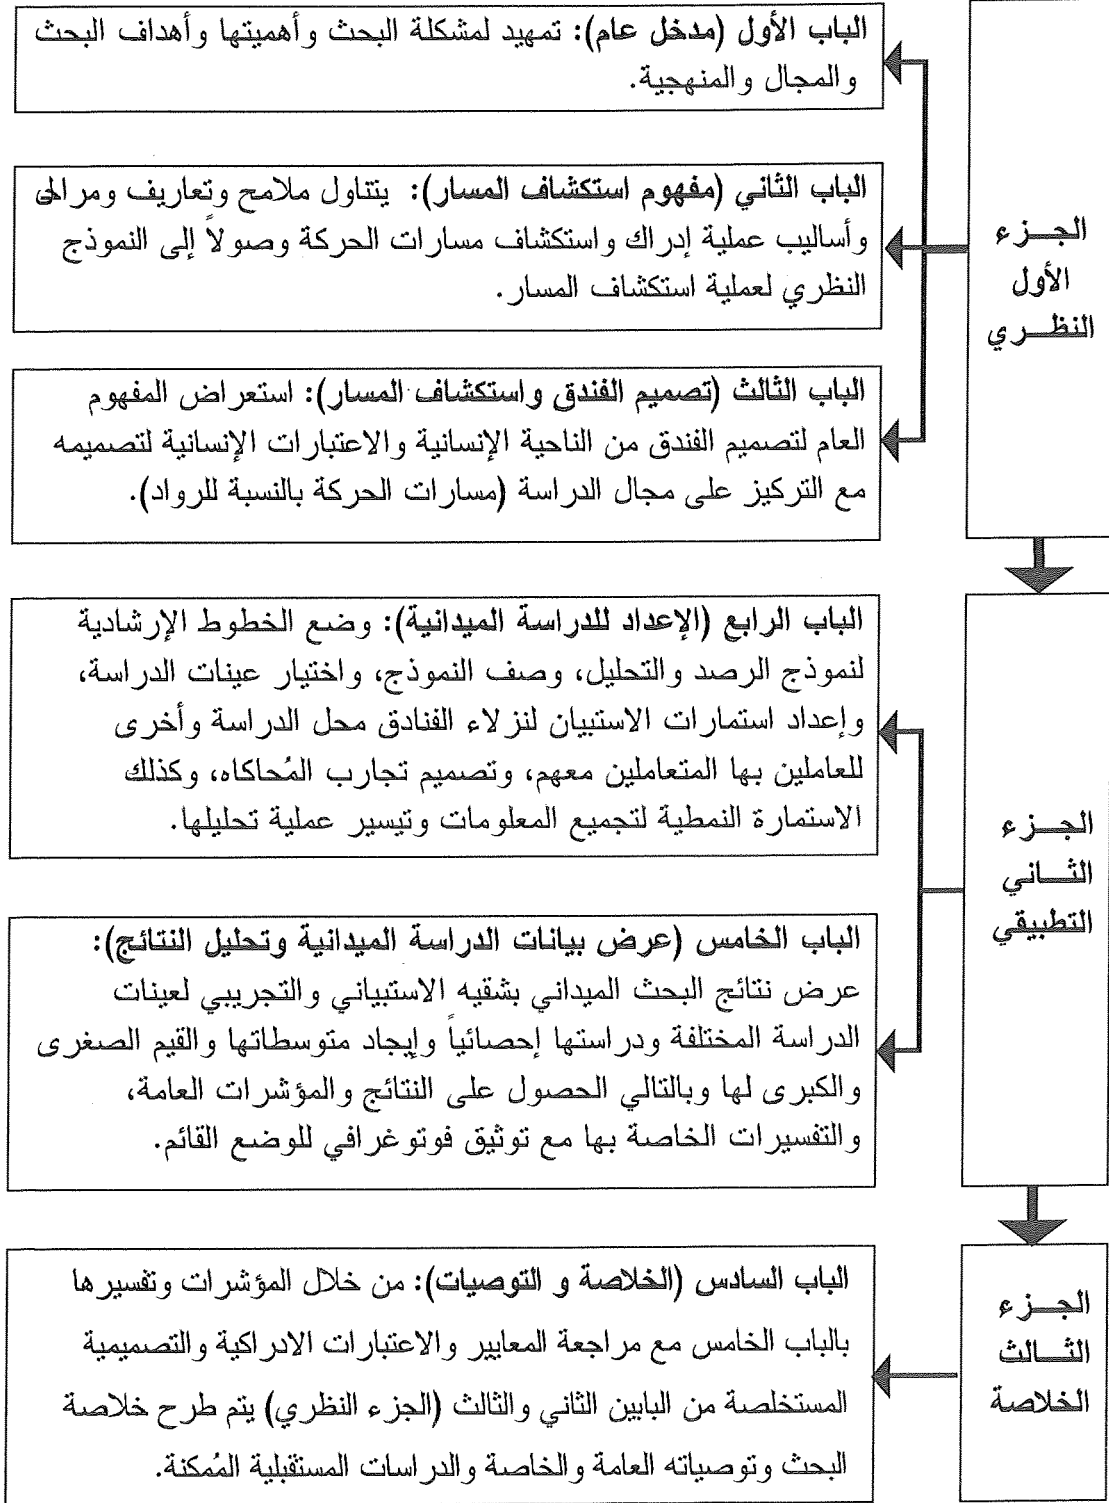 الجـــزء
الأول
النظـــري
الباب الأول (مدخل عام): تمهيد لمشكلة البحث وأهميتها وأهداف البحث
والمجال والمنهجية.
الباب الثاني (مفهوم استكشاف المسار): يتناول ملامح وتعاريف ومراحل
وأساليب عملية إدراك واستكشاف مسارات الحركة وصولاً إلى النموذج
النظري لعملية استكشاف المسار.
الباب الثالث (تصميم الفندق واستكشاف المسار): استعراض المفهوم
العام لتصميم الفندق من الناحية الإنسانية والاعتبارات الإنسانية لتصميمه
مع التركيز على مجال الدراسة (مسارات الحركة بالنسبة للرواد).
الجـــزء
الثـــاني
التطبيقي
الباب الرابع (الإعداد للدراسة الميدانية): وضع الخطوط الإرشادية
لنموذج الرصد والتحليل، وصف النموذج، واختيار عينات الدراسة،
وإعداد استمارات الاستبيان لنزلاء الفنادق محل الدراسة وأخرى
للعاملين بها المتعاملين معهم، وتصميم تجارب المُحاكاه، وكذلك
الاستمارة النمطية لتجميع المعلومات وتيسير عملية تحليلها.
الباب الخامس (عرض بيانات الدراسة الميدانية وتحليل النتائج):
عرض نتائج البحث الميداني بشقيه الاستبياني والتجريبي لعينات
الدراسة المختلفة ودراستها إحصائياً وإيجاد متوسطاتها والقيم الصغرى
والكبرى لها وبالتالي الحصول على النتائج والمؤشرات العامة،
والتفسيرات الخاصة بها مع توثيق فوتوغرافي للوضع القائم.
الجـــزء
الثـــالث
الخلاصة
الباب السادس (الخلاصة و التوصيات): من خلال المؤشرات وتفسيرها
بالباب الخامس مع مراجعة المعايير والاعتبارات الادراكية والتصميمية
المستخلصة من البابين الثاني والثالث (الجزء النظري) يتم طرح خلاصة
البحث وتوصياته العامة والخاصة والدراسات المستقبلية المُمكنة.